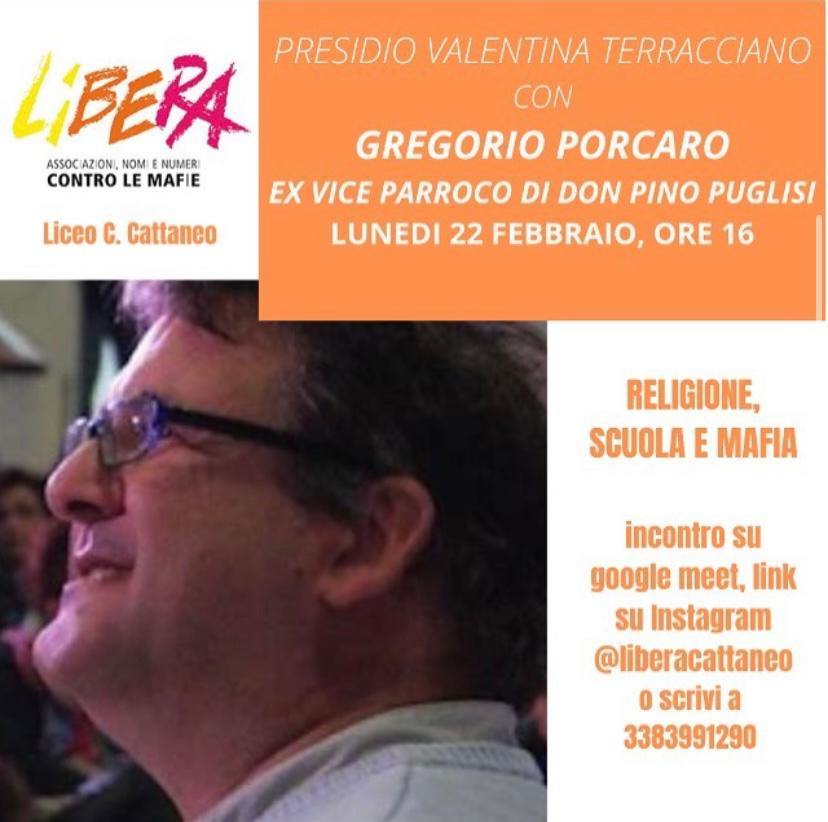 LiBERA
ASSOCIAZIONI, NOMI E NUMERI
CONTRO LE MAFIE
Liceo C. Cattaneo
PRESIDIO VALENTINA TERRACCIANO
CON
GREGORIO PORCARO
EX VICE PARROCO DI DON PINO PUGLISI
LUNEDI 22 FEBBRAIO, ORE 16
RELIGIONE,
SCUOLA E MAFIA
incontro su
google meet, link
su Instagram
@liberacattaneo
o scrivi a
3383991290